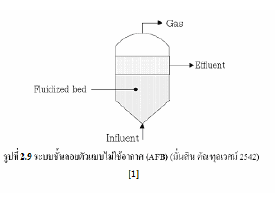 Gas
Effluent
Fluidized bed
Influent
รูปที่ 2.9 ระบบชั้นลอยตัวแบบไม่ใช้อากาศ (AFB) (มั่นสิน ตัณฑุลเวศม์ 2542)
[1]